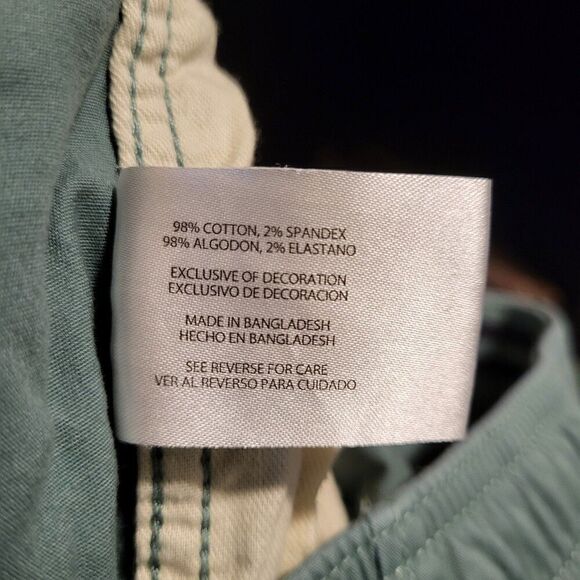 98% COTTON, 2% SPANDEX
98% ALGODON, 2% ELASTANO
EXCLUSIVE OF DECORATION
EXCLUSIVO DE DECORACION
MADE IN BANGLADESH
HECHO EN BANGLADESH
SEE REVERSE FOR CARE
VER AL REVERSO PARA CUIDADO